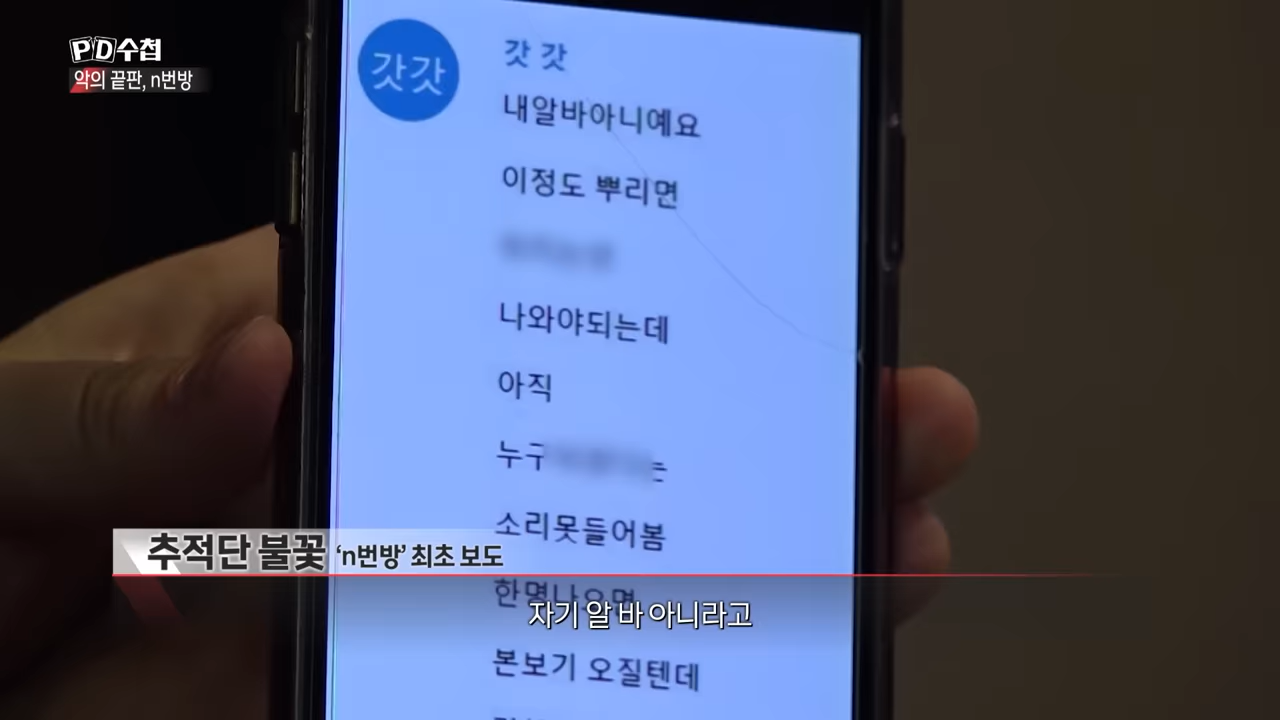 PD수첩
악의 끝판, n번방
갓갓
갓 갓
내알바아니예요
이정도 뿌리면
나와야되는데
아직
누구
는
소리못들어봄
한명나오면
본보기 오질텐데
추적단 불꽃 ‘n번방’ 최초 보도
자기 알 바 아니라고